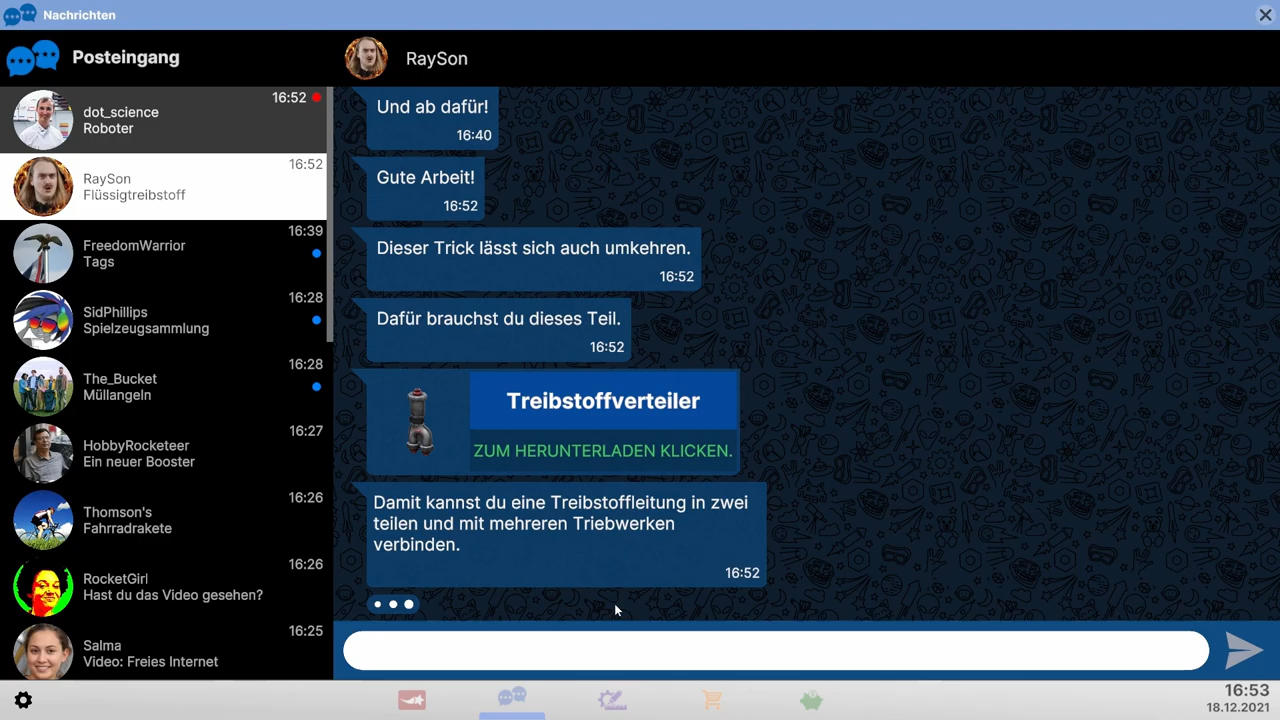 Nachrichten
Posteingang
dot_science
Roboter
16:52
RaySon
Flüssigtreibstoff
16:52
FreedomWarrior
Tags
16:39
SidPhillips
Spielzeugsammlung
16:28
The_Bucket
Müllangeln
16:28
HobbyRocketeer
Ein neuer Booster
16:27
Thomson's
Fahrradrakete
16:26
RocketGirl
Hast du das Video gesehen?
16:26
Salma
Video: Freies Internet
16:25
RaySon
Und ab dafür!
16:40
Gute Arbeit!
16:52
Dieser Trick lässt sich auch umkehren.
16:52
Dafür brauchst du dieses Teil.
16:52
Treibstoffverteiler
ZUM HERUNTERLADEN KLICKEN.
Damit kannst du eine Treibstoffleitung in zwei
teilen und mit mehreren Triebwerken
verbinden.
16:52
16:53
18.12.2021